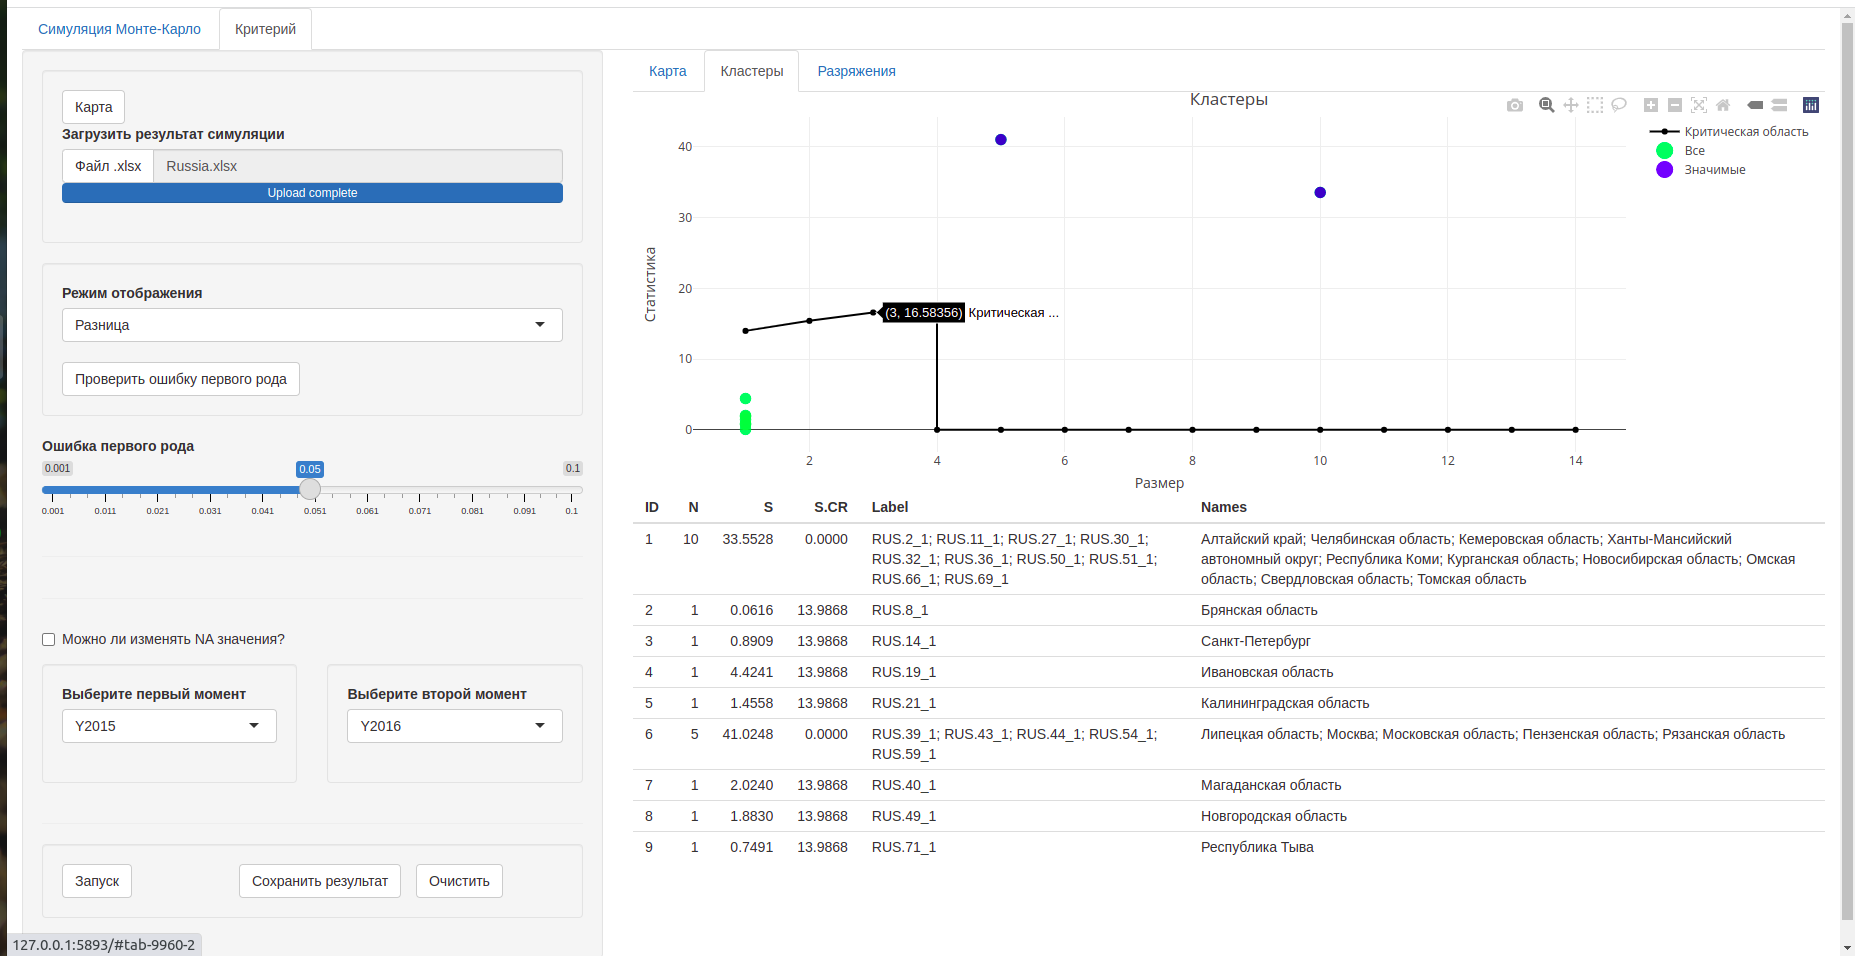 Симуляция Монте-Карло
Критерий
Карта
Загрузить результат симуляции
Файл .xlsx
Russia.xlsx
Upload complete
Режим отображения
Разница
Проверить ошибку первого рода
Ошибка первого рода
0.001
0.05
0.1
0.001 0.011 0.021 0.031 0.041 0.051 0.061 0.071 0.081 0.091 0.1
Можно ли изменять NA значения?
Выберите первый момент
Y2015
Выберите второй момент
Y2016
Запуск
Сохранить результат
Очистить
127.0.0.1:5893/#tab-9960-2
Карта
Кластеры
Разряжения
Кластеры
Критическая область
Все
Значимые
Статистика
40
30
20
10
0
(3, 16.58356) Критическая ...
2 4 6 8 10 12 14
Размер
ID N S S.CR Label Names
1 10 33.5528 0.0000 RUS.2_1; RUS.11_1; RUS.27_1; RUS.30_1; Алтайский край; Челябинская область; Кемеровская область; Ханты-Мансийский
RUS.32_1; RUS.36_1; RUS.50_1; RUS.51_1; автономный округ; Республика Коми; Курганская область; Новосибирская область; Омская
RUS.66_1; RUS.69_1 область; Свердловская область; Томская область
2 1 0.0616 13.9868 RUS.8_1 Брянская область
3 1 0.8909 13.9868 RUS.14_1 Санкт-Петербург
4 1 4.4241 13.9868 RUS.19_1 Ивановская область
5 1 1.4558 13.9868 RUS.21_1 Калининградская область
6 5 41.0248 0.0000 RUS.39_1; RUS.43_1; RUS.44_1; RUS.54_1; Липецкая область; Москва; Московская область; Пензенская область; Рязанская область
RUS.59_1
7 1 2.0240 13.9868 RUS.40_1 Магаданская область
8 1 1.8830 13.9868 RUS.49_1 Новгородская область
9 1 0.7491 13.9868 RUS.71_1 Республика Тыва